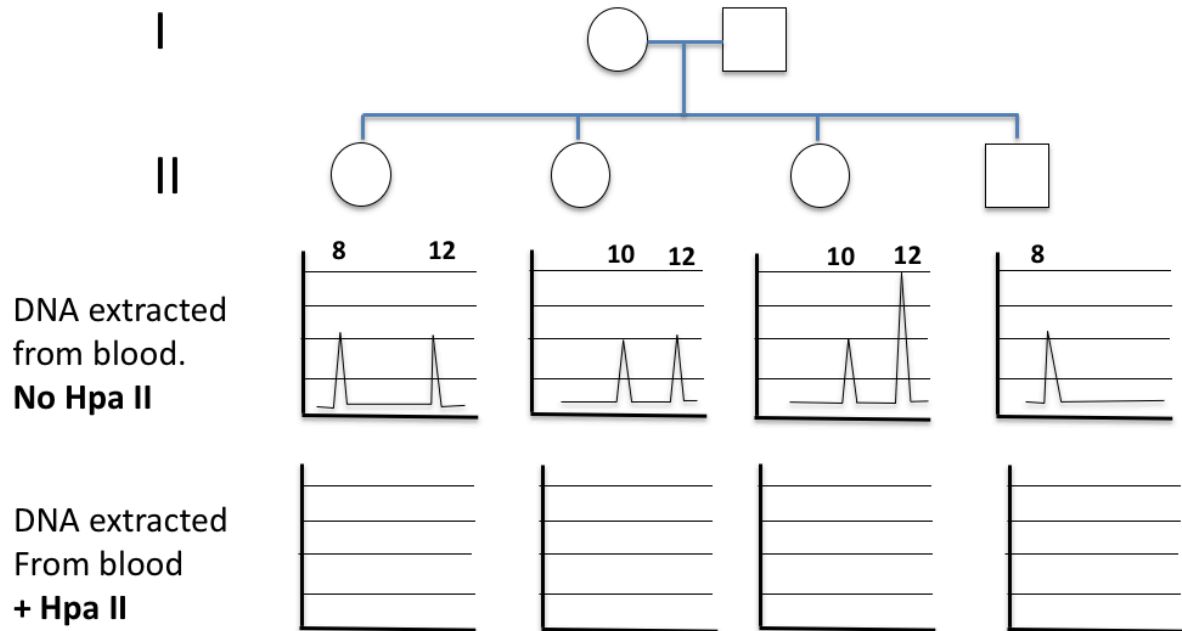 I
II
8 12
10 12
10 12
8
DNA extracted
from blood.
No Hpa II
DNA extracted
From blood
+ Hpa II